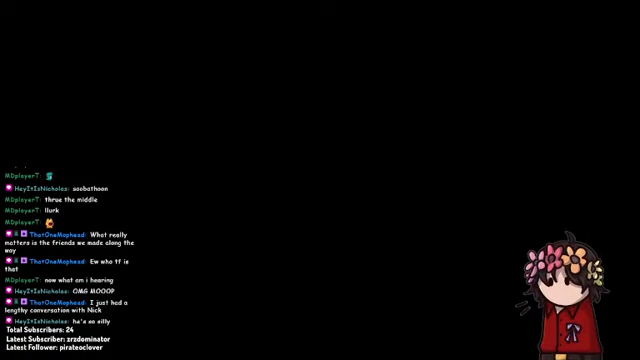 MDplayerT:
HeyItIsNicholas: soobathoon
MDplayerT: thrue the middle
MDplayerT: llurk
MDplayerT:
ThatOneMophead: What really
matters is the friends we made along the
way
ThatOneMophead: Ew who tf is
that
MDplayerT: now what am i hearing
HeyItIsNicholas: OMG MOOOP
ThatOneMophead: I just had a
lengthy conversation with Nick
HeyItIsNicholas: he's so silly
Total Subscribers: 24
Latest Subscriber: zrzdominator
Latest Follower: pirateoclover